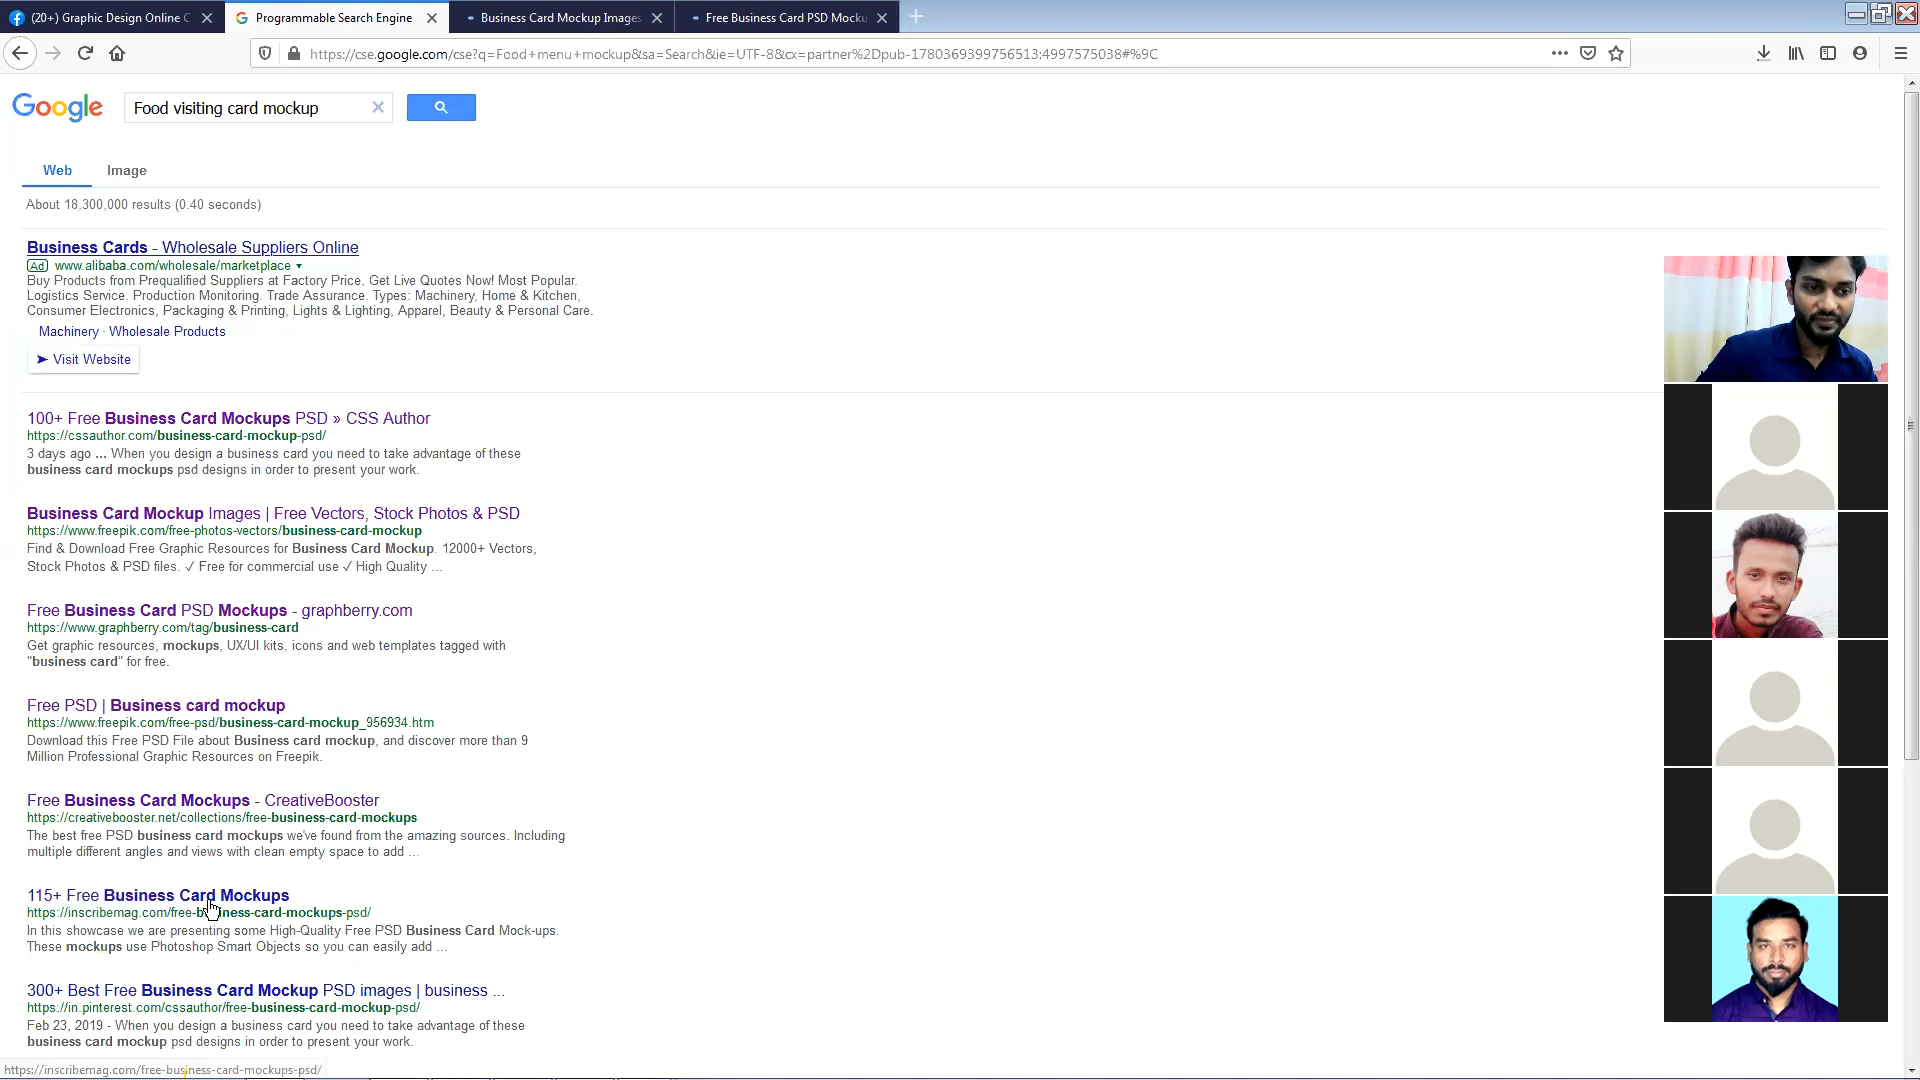 (20+) Graphic Design Online C
Programmable Search Engine
Business Card Mockup Images
Free Business Card PSD Mocku
https://cse.google.com/cse?q=Food+menu+mockup&sa=Search&ie=UTF-8&cx=partner%2Dpub-1780369399756513:4997575038#%9C
Google
Food visiting card mockup
Web
Image
About 18,300,000 results (0.40 seconds)
Business Cards - Wholesale Suppliers Online
Ad www.alibaba.com/wholesale/marketplace
Buy Products from Prequalified Suppliers at Factory Price. Get Live Quotes Now! Most Popular.
Logistics Service. Production Monitoring. Trade Assurance. Types: Machinery, Home & Kitchen,
Consumer Electronics, Packaging & Printing, Lights & Lighting, Apparel, Beauty & Personal Care.
Machinery · Wholesale Products
Visit Website
100+ Free Business Card Mockups PSD » CSS Author
https://cssauthor.com/business-card-mockup-psd/
3 days ago ... When you design a business card you need to take advantage of these
business card mockups psd designs in order to present your work.
Business Card Mockup Images | Free Vectors, Stock Photos & PSD
https://www.freepik.com/free-photos-vectors/business-card-mockup
Find & Download Free Graphic Resources for Business Card Mockup. 12000+ Vectors,
Stock Photos & PSD files. ✓ Free for commercial use ✓ High Quality ...
Free Business Card PSD Mockups - graphberry.com
https://www.graphberry.com/tag/business-card
Get graphic resources, mockups, UX/UI kits, icons and web templates tagged with
"business card" for free.
Free PSD | Business card mockup
https://www.freepik.com/free-psd/business-card-mockup_956934.htm
Download this Free PSD File about Business card mockup, and discover more than 9
Million Professional Graphic Resources on Freepik.
Free Business Card Mockups - CreativeBooster
https://creativebooster.net/collections/free-business-card-mockups
The best free PSD business card mockups we've found from the amazing sources. Including
multiple different angles and views with clean empty space to add ...
115+ Free Business Card Mockups
https://inscribemag.com/free-business-card-mockups-psd/
In this showcase we are presenting some High-Quality Free PSD Business Card Mock-ups.
These mockups use Photoshop Smart Objects so you can easily add ...
300+ Best Free Business Card Mockup PSD images | business ...
https://in.pinterest.com/cssauthor/free-business-card-mockup-psd/
Feb 23, 2019 - When you design a business card you need to take advantage of these
business card mockup psd designs in order to present your work.
https://inscribemag.com/free-business-card-mockups-psd/